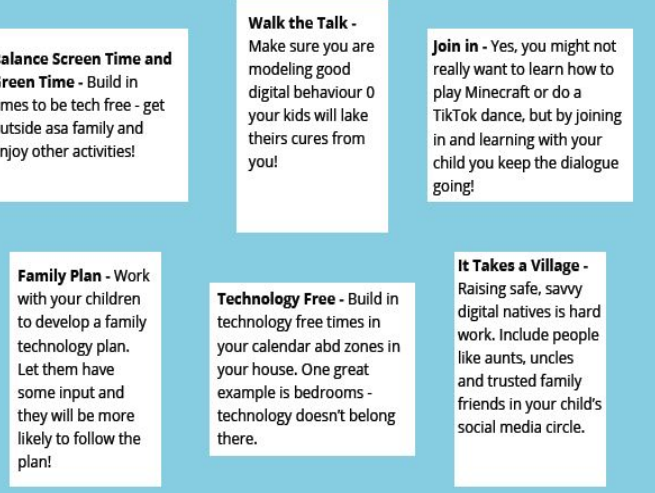 alance Screen Time and
reen Time - Build in
mes to be tech free - get
utside asa family and
njoy other activities!
Walk the Talk -
Make sure you are
modeling good
digital behaviour 0
your kids will lake
theirs cures from
you!
Join in - Yes, you might not
really want to learn how to
play Minecraft or do a
TikTok dance, but by joining
in and learning with your
child you keep the dialogue
going!
Family Plan - Work
with your children
to develop a family
technology plan.
Let them have
some input and
they will be more
likely to follow the
plan!
Technology Free - Build in
technology free times in
your calendar abd zones in
your house. One great
example is bedrooms -
technology doesn't belong
there.
It Takes a Village -
Raising safe, savvy
digital natives is hard
work. Include people
like aunts, uncles
and trusted family
friends in your child's
social media circle.